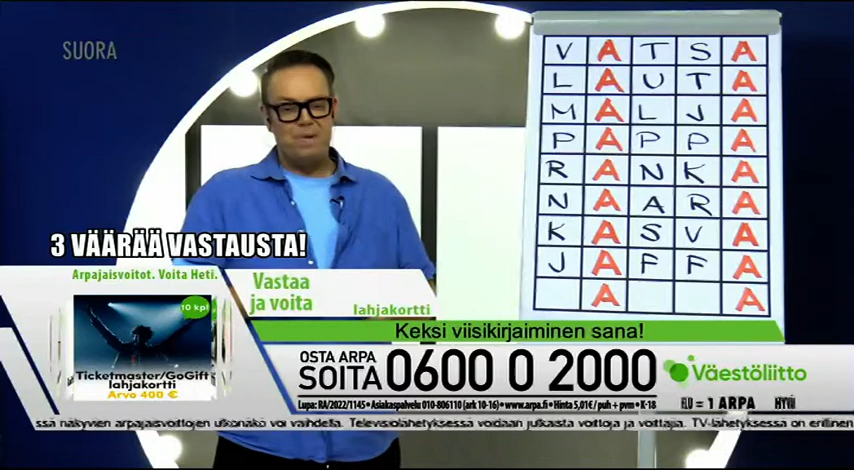 SUORA
V A T S A
L A U T A
M A L J A
P A P P A
R A N K A
N A A R A
K A S V A
J A F F A
A A
3 VÄÄRÄÄ VASTAUSTA!
Arpajaisvoitot. Voita Heti.
10 kpl
Ticketmaster/GoGift
lahjakortti
Arvo 400 €
Vastaa
ja voita
lahjakortti
Keksi viisikirjaiminen sana!
OSTA ARPA
SOITA 0600 0 2000
Väestöliitto
Lupa: RA/2022/1145 • Asiakaspalvelu 010-806110 (ark 10-16) • www.arpa.fi • Hinta 5,01€ / puh + pvm • K-18
= 1 ARPA
ssä näkyvien arpajaisvoittojen ulkonäkö voi vaihdella. Televisiolähetyksessä voidaan julkaista voittoja ja voittajia. TV-lähetyksessä on erillinen